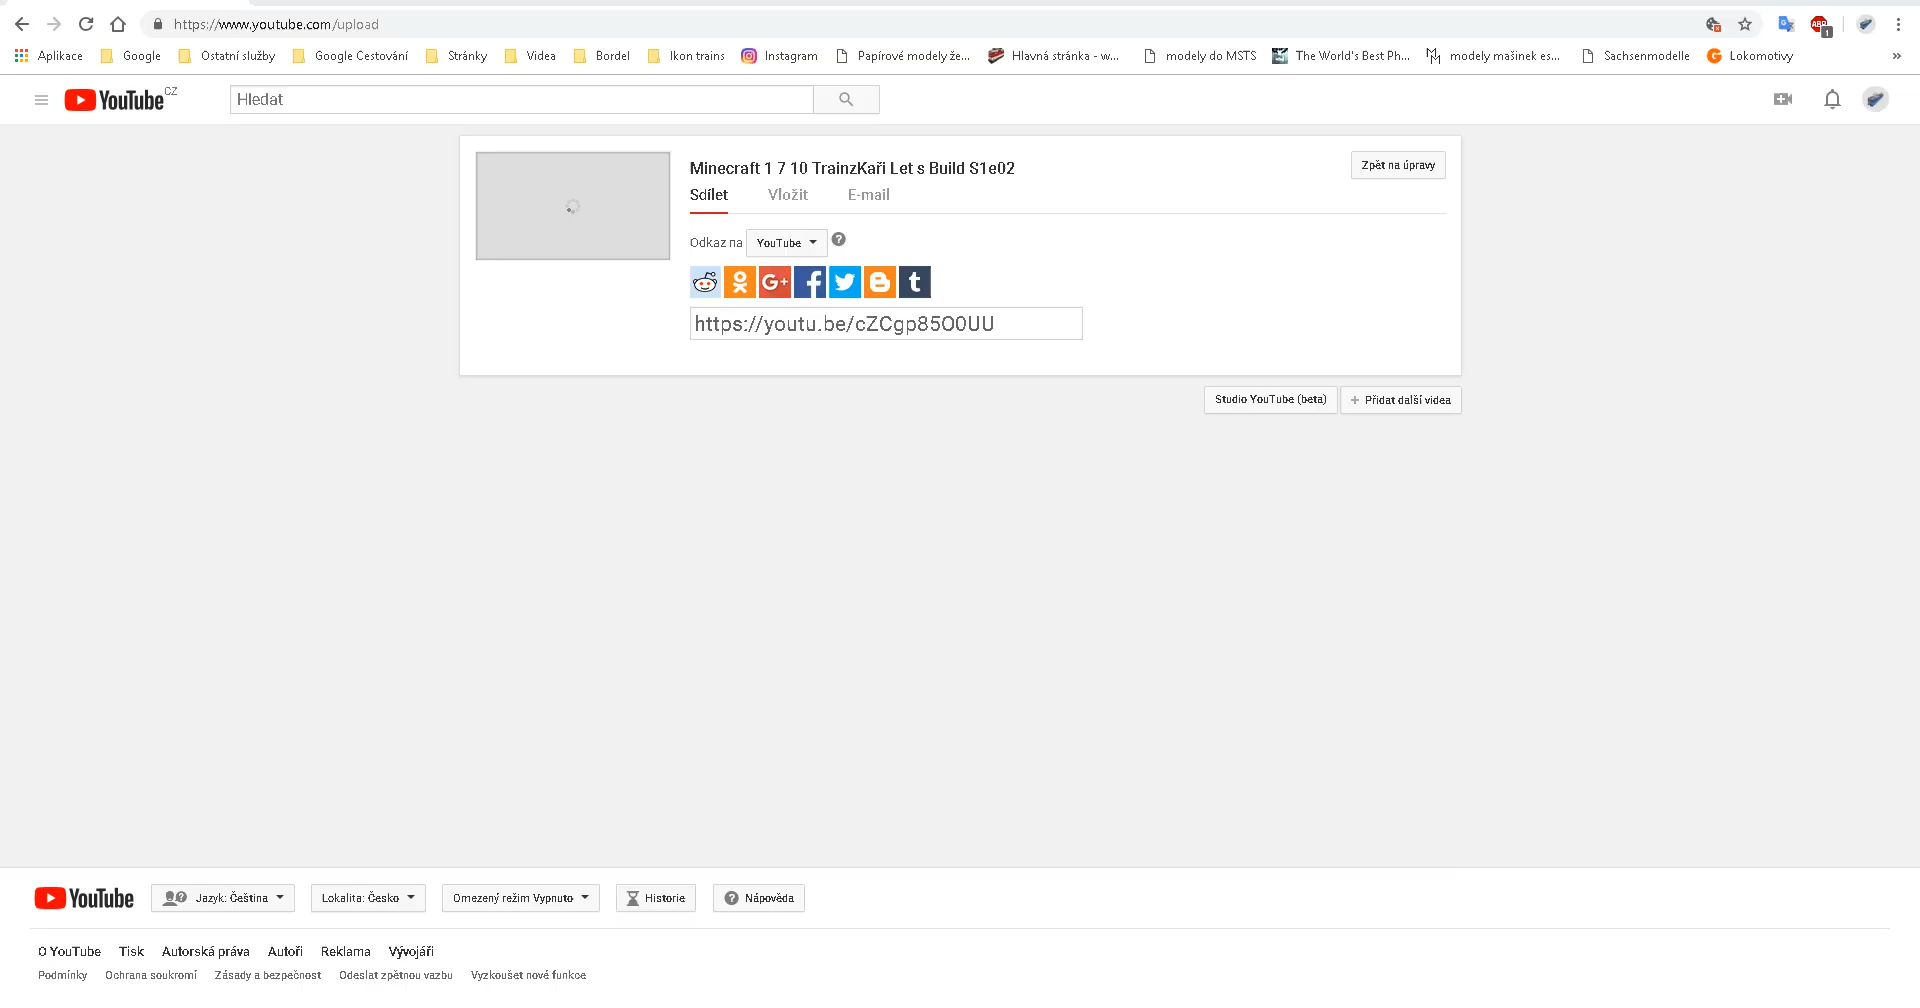 https://www.youtube.com/upload
ABP 1
Aplikace Google Ostatní služby Google Cestování Stránky Videa Bordel Ikon trains Instagram Papírové modely že... Hlavná stránka - w... modely do MSTS The World's Best Ph... modely mašinek es... Sachsenmodelle Lokomotivy »
YouTube CZ
Hledat
Minecraft 1 7 10 TrainzKaři Let s Build S1e02
Zpět na úpravy
Sdílet Vložit E-mail
Odkaz na YouTube ?
G+ f t
https://youtu.be/cZCgp85O0UU
Studio YouTube (beta) + Přidat další videa
YouTube Jazyk: Čeština Lokalita: Česko Omezený režim Vypnuto Historie Nápověda
O YouTube Tisk Autorská práva Autoři Reklama Vývojáři
Podmínky Ochrana soukromí Zásady a bezpečnost Odeslat zpětnou vazbu Vyzkoušet nové funkce